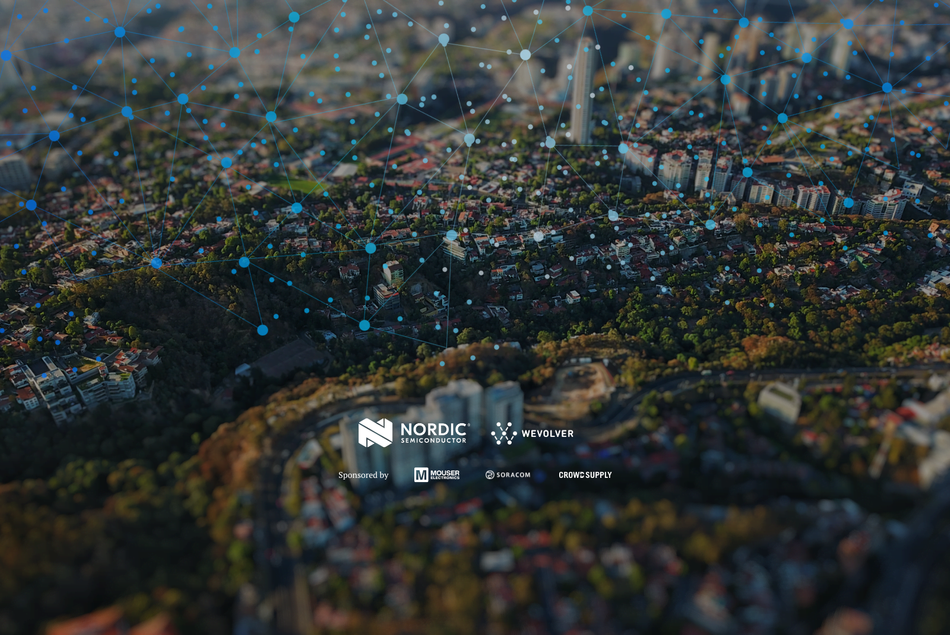 NORDIC SEMICONDUCTOR WEVOLVER
Sponsored by MOUSER ELECTRONICS SORACOM CROWD SUPPLY